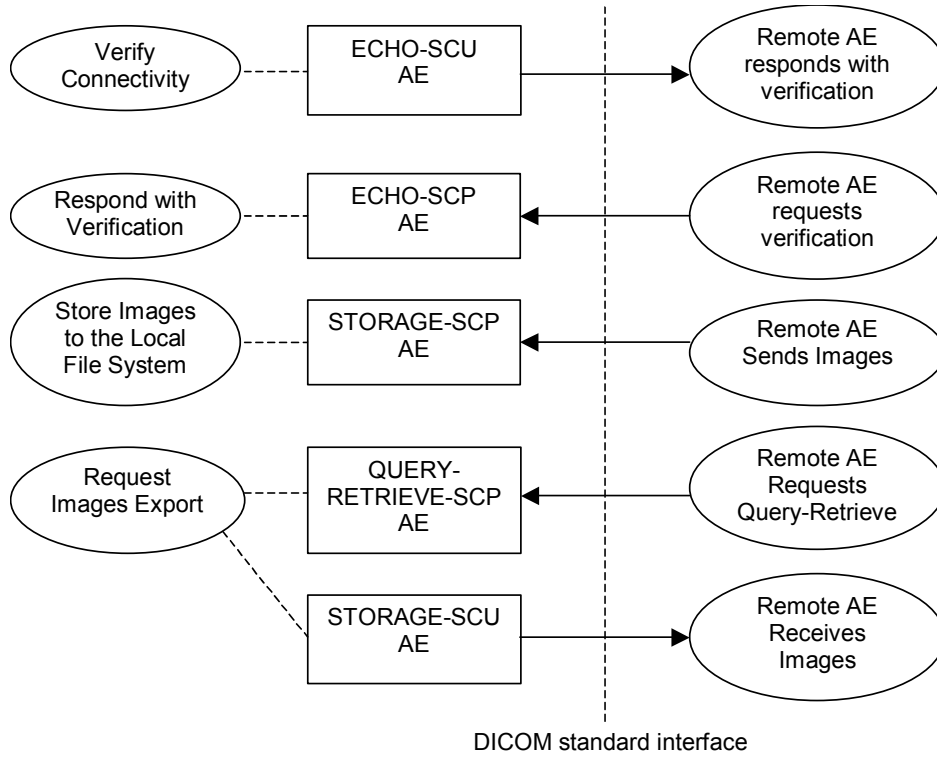 Verify
Connectivity
ECHO-SCU
AE
Remote AE
responds with
verification
Respond with
Verification
ECHO-SCP
AE
Remote AE
requests
verification
Store Images
to the Local
File System
STORAGE-SCP
AE
Remote AE
Sends Images
Request
Images Export
QUERY-
RETRIEVE-SCP
AE
Remote AE
Requests
Query-Retrieve
STORAGE-SCU
AE
Remote AE
Receives
Images
DICOM standard interface